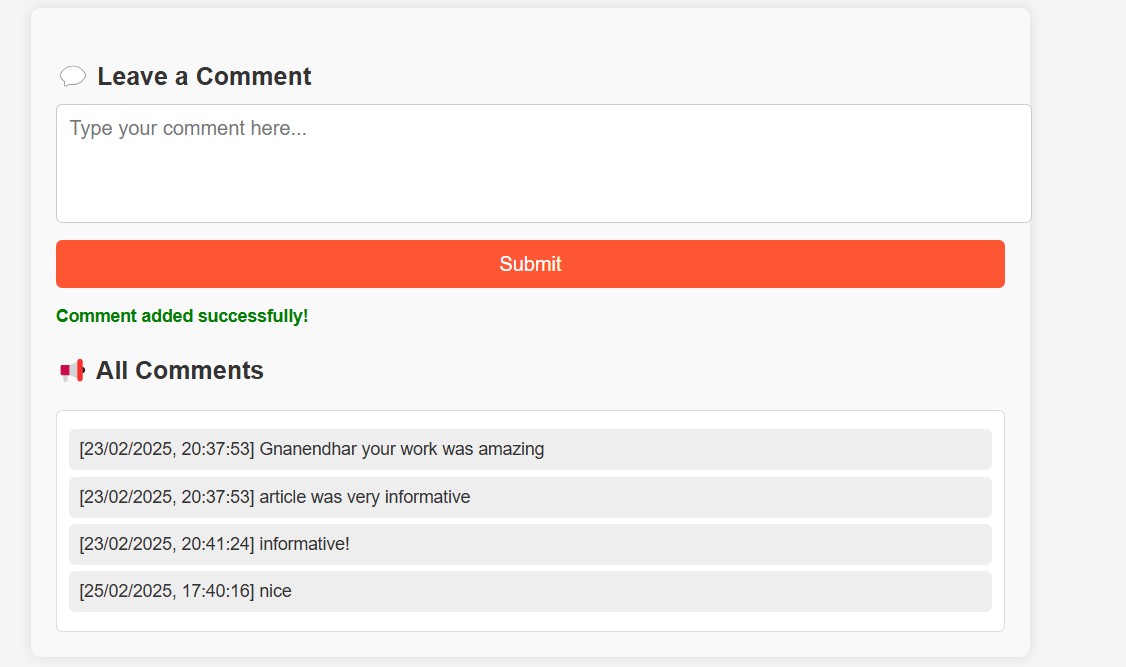 Leave a Comment
Type your comment here...
Submit
Comment added successfully!
All Comments
[23/02/2025, 20:37:53] Gnanendhar your work was amazing
[23/02/2025, 20:37:53] article was very informative
[23/02/2025, 20:41:24] informative!
[25/02/2025, 17:40:16] nice